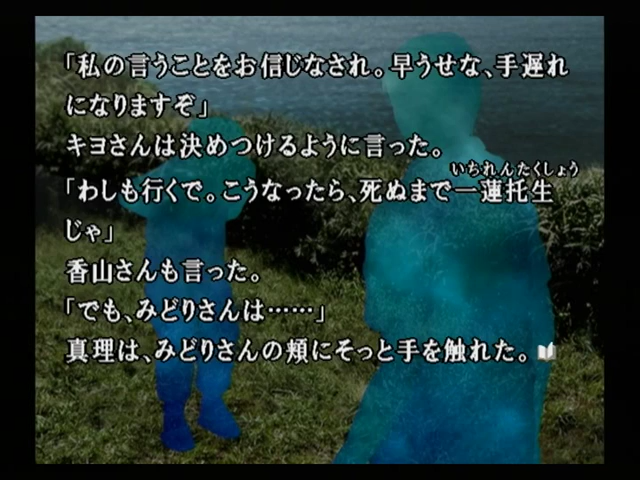 「私の言うことをお信じなされ。早うせな、手遅れ
になりますぞ」
キヨさんは決めつけるように言った。
いちれんたくしょう
「わしも行くで。こうなったら、死ぬまで一蓮托生
じゃ」
香山さんも言った。
「でも、みどりさんは……」
真理は、みどりさんの頬にそっと手を触れた。